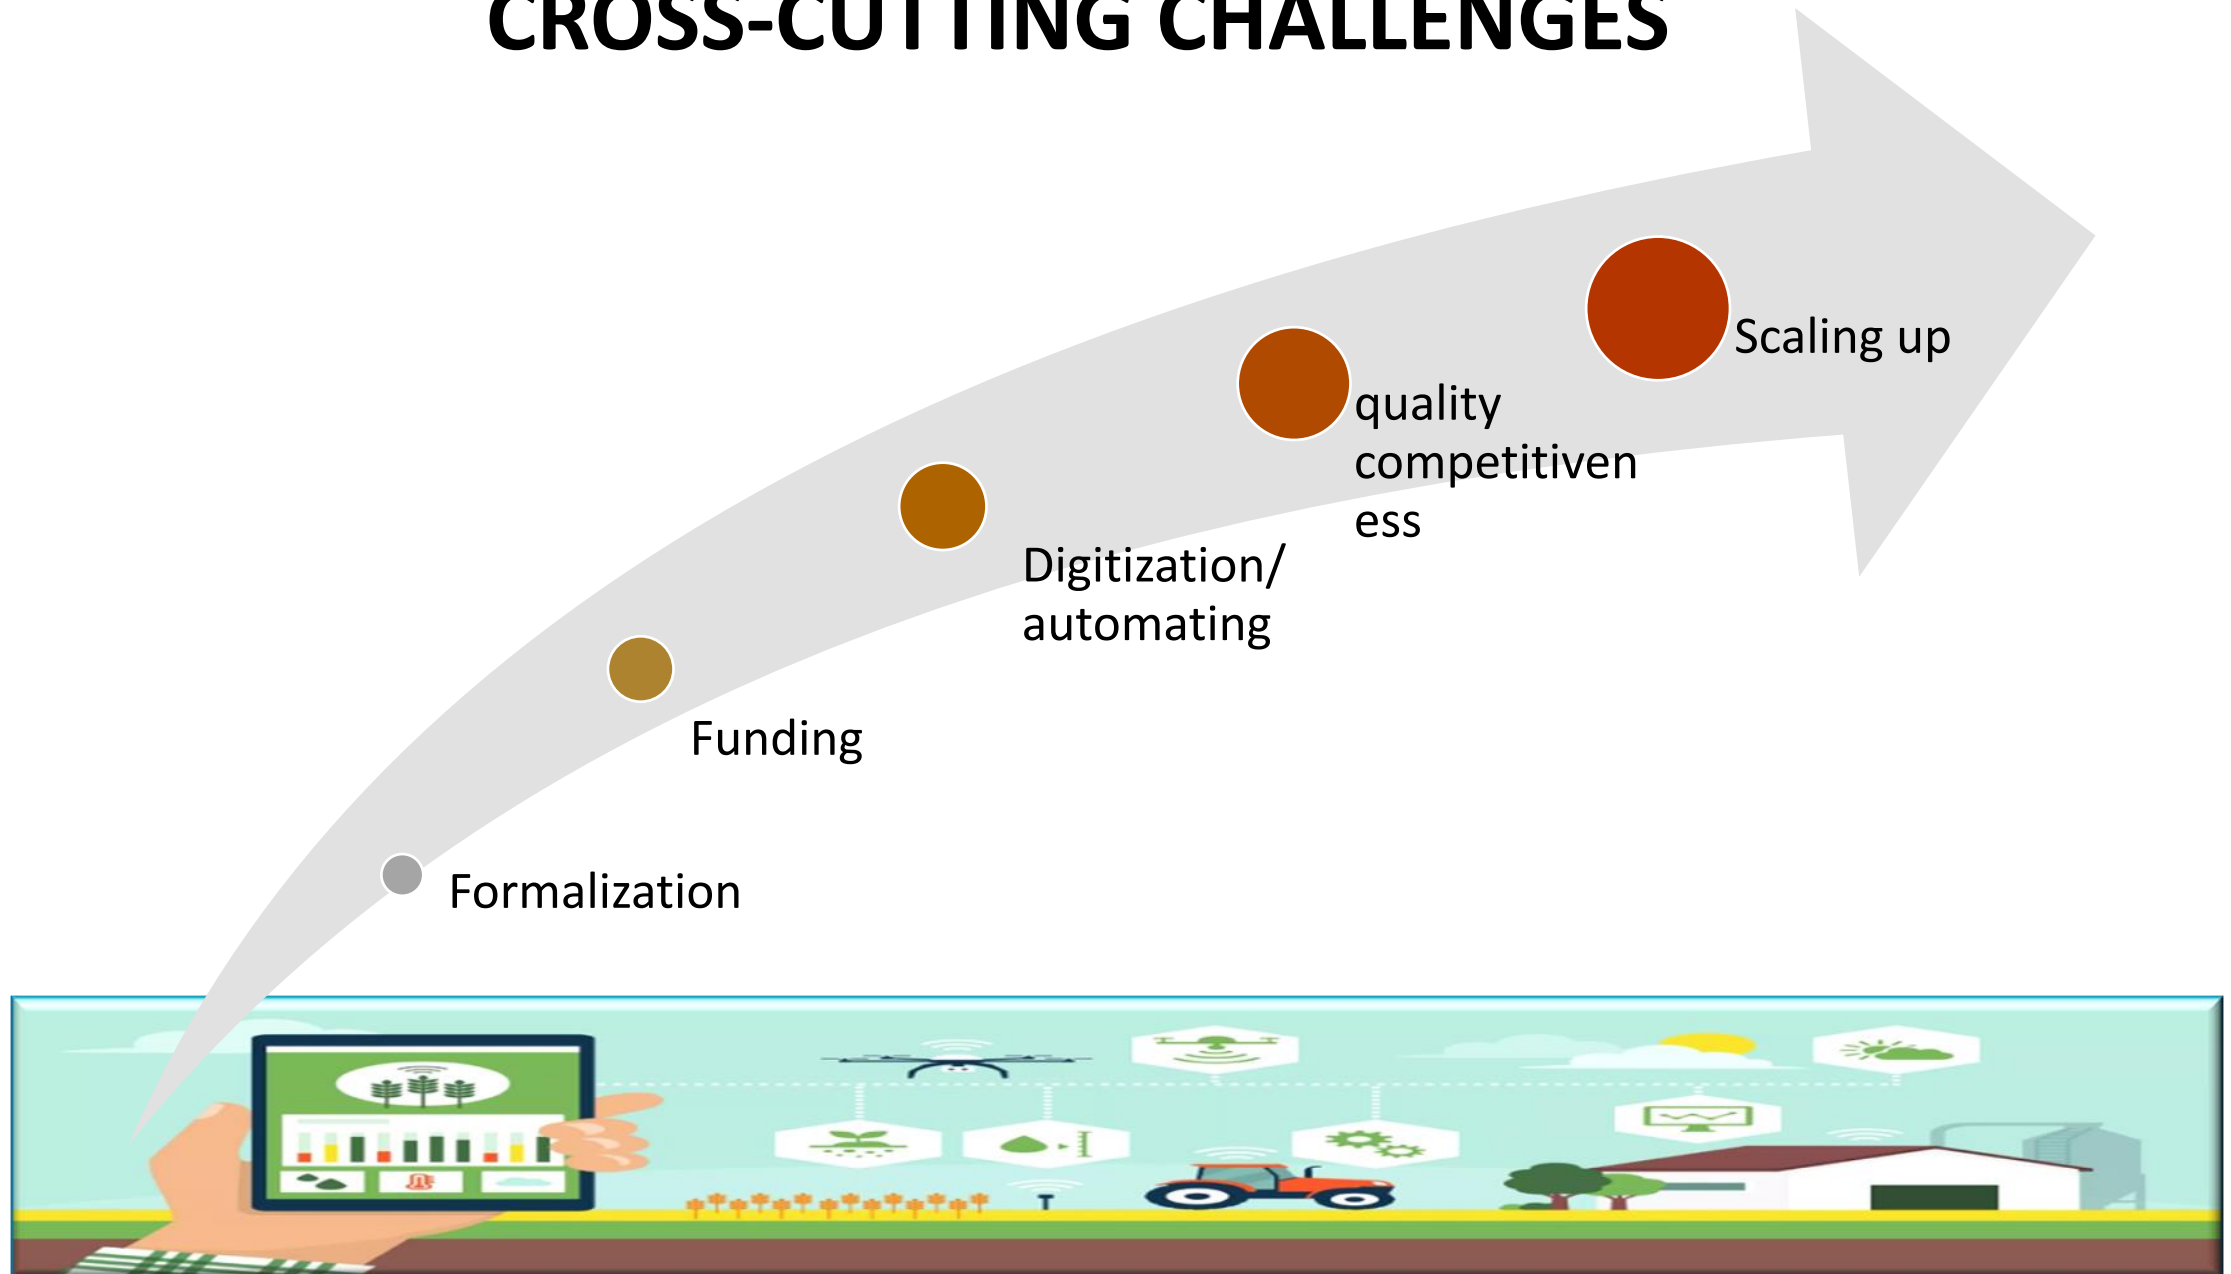 CROSS-CUTTING CHALLENGES
Scaling up
quality
competitiven
ess
Digitization/
automating
Funding
Formalization